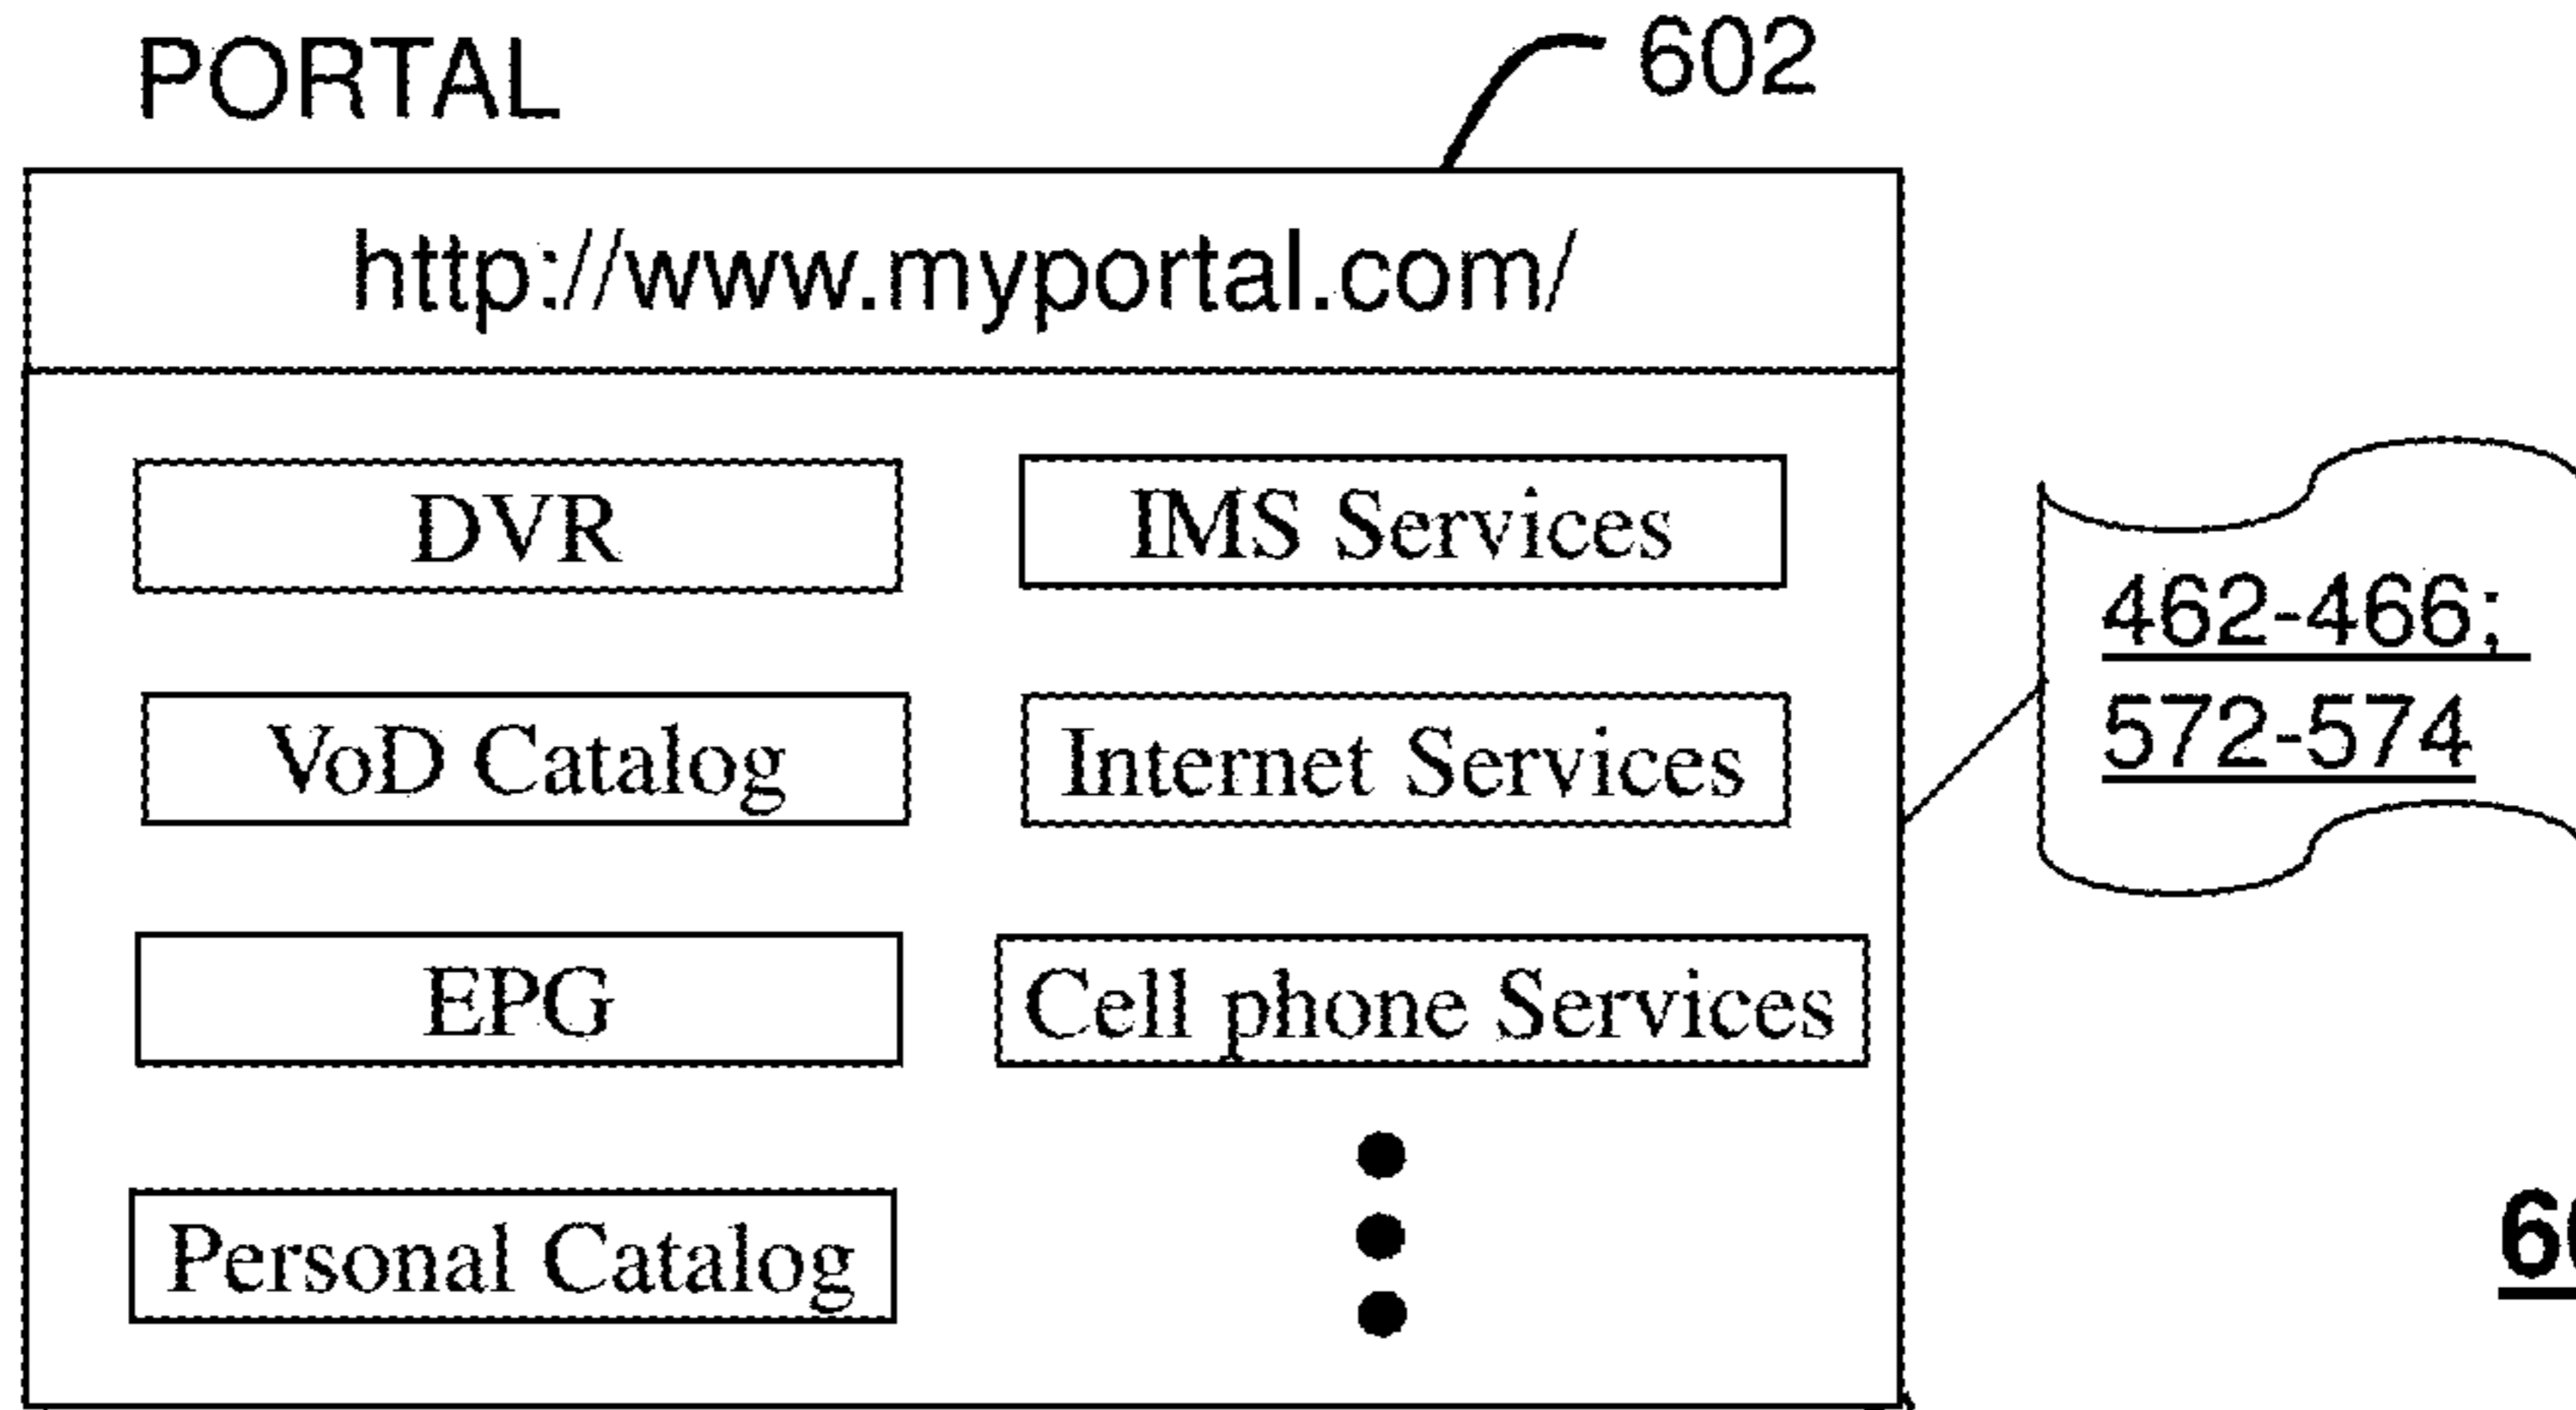 PORTAL
602
http://www.myportal.com/
DVR
IMS Services
VoD Catalog
Internet Services
EPG
Cell phone Services
Personal Catalog
462-466;
572-574